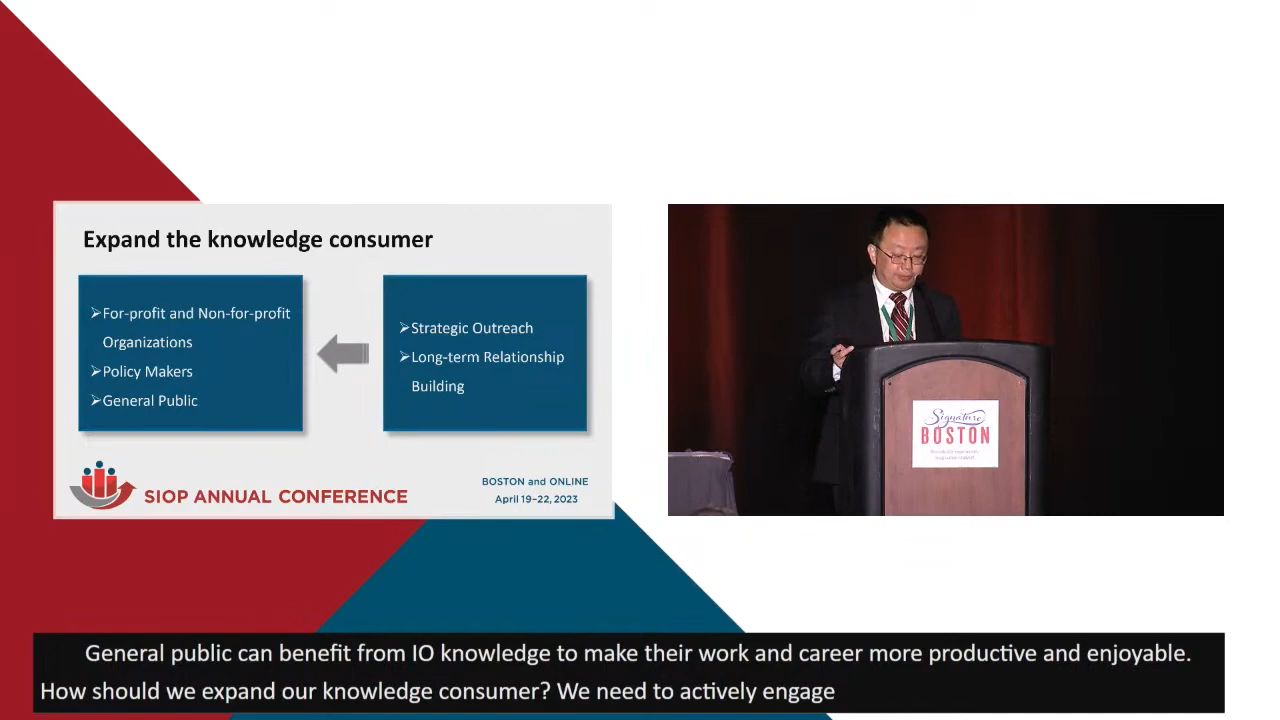 Expand the knowledge consumer
➢For-profit and Non-for-profit
Organizations
➢Policy Makers
➢General Public
➢Strategic Outreach
➢Long-term Relationship
Building
SIOP ANNUAL CONFERENCE
BOSTON and ONLINE
April 19–22, 2023
Signature
BOSTON
General public can benefit from IO knowledge to make their work and career more productive and enjoyable.
How should we expand our knowledge consumer? We need to actively engage